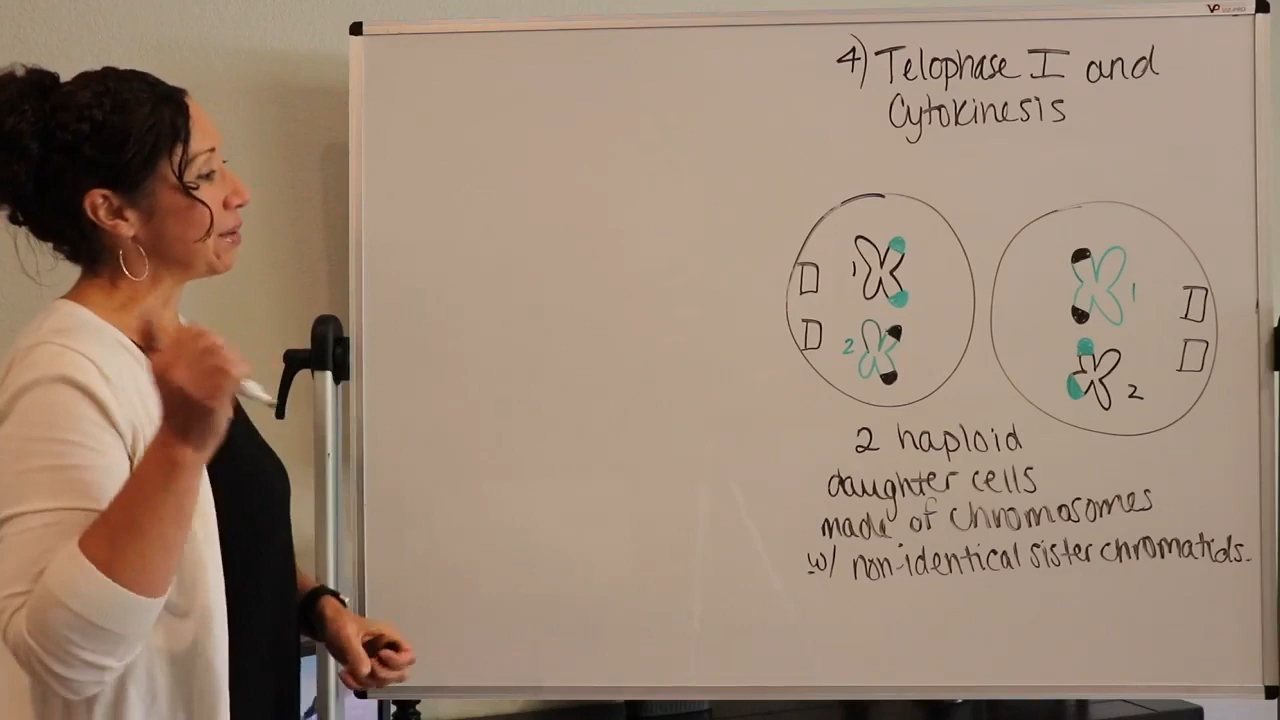 4) Telophase I and
Cytokinesis
1
2
1
2
2 haploid
daughter cells
made of chromosomes
w/ non-identical sister chromatids.